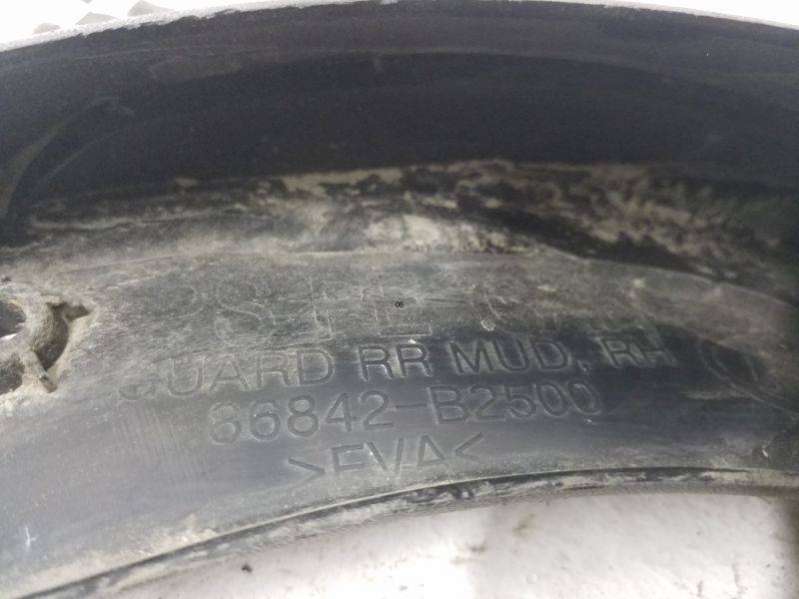 GUARD RR MUD, RH
86842-B2500
>EVA<